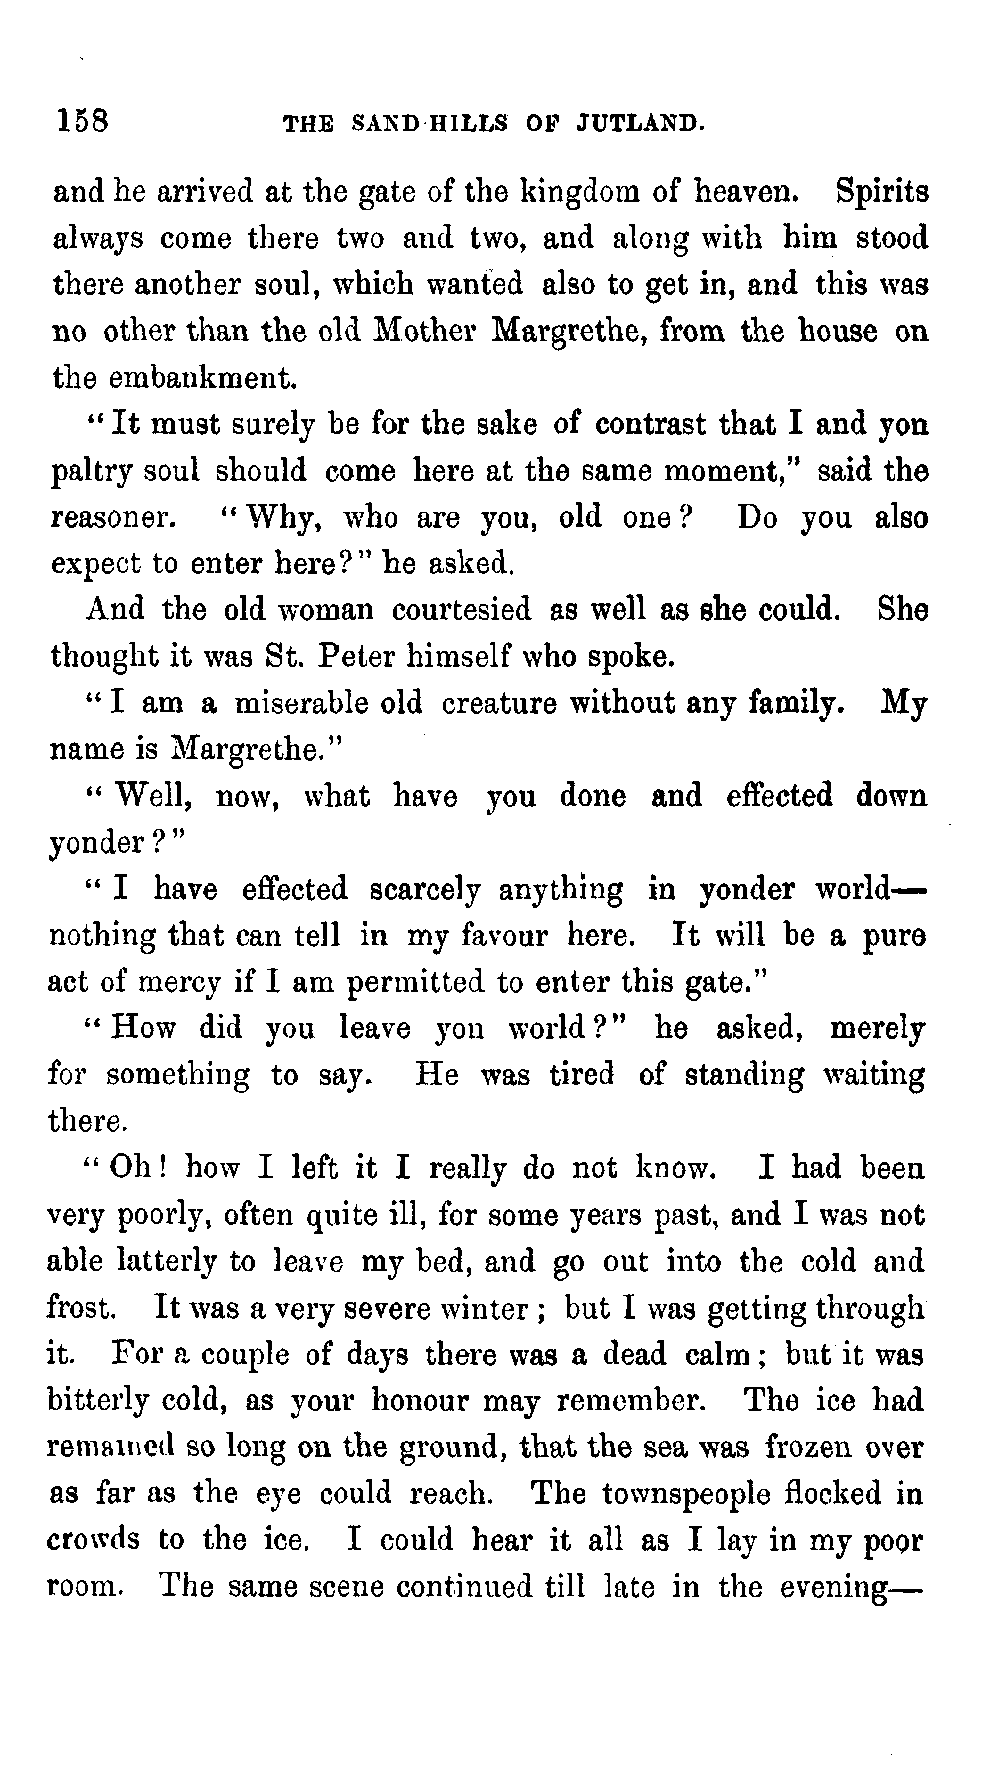 158 THE SAND-HILLS OF JUTLAND.
and he arrived at the gate of the kingdom of heaven. Spirits
always come there two and two, and along with him stood
there another soul, which wanted also to get in, and this was
no other than the old Mother Margrethe, from the house on
the embankment.
“It must surely be for the sake of contrast that I and yon
paltry soul should come here at the same moment,” said the
reasoner. “Why, who are you, old one? Do you also
expect to enter here?” he asked.
And the old woman courtesied as well as she could. She
thought it was St. Peter himself who spoke.
“I am a miserable old creature without any family. My
name is Margrethe.”
“Well, now, what have you done and effected down
yonder?”
“I have effected scarcely anything in yonder world—
nothing that can tell in my favour here. It will be a pure
act of mercy if I am permitted to enter this gate.”
“How did you leave yon world?” he asked, merely
for something to say. He was tired of standing waiting
there.
“Oh! how I left it I really do not know. I had been
very poorly, often quite ill, for some years past, and I was not
able latterly to leave my bed, and go out into the cold and
frost. It was a very severe winter; but I was getting through
it. For a couple of days there was a dead calm; but it was
bitterly cold, as your honour may remember. The ice had
remained so long on the ground, that the sea was frozen over
as far as the eye could reach. The townspeople flocked in
crowds to the ice. I could hear it all as I lay in my poor
room. The same scene continued till late in the evening—